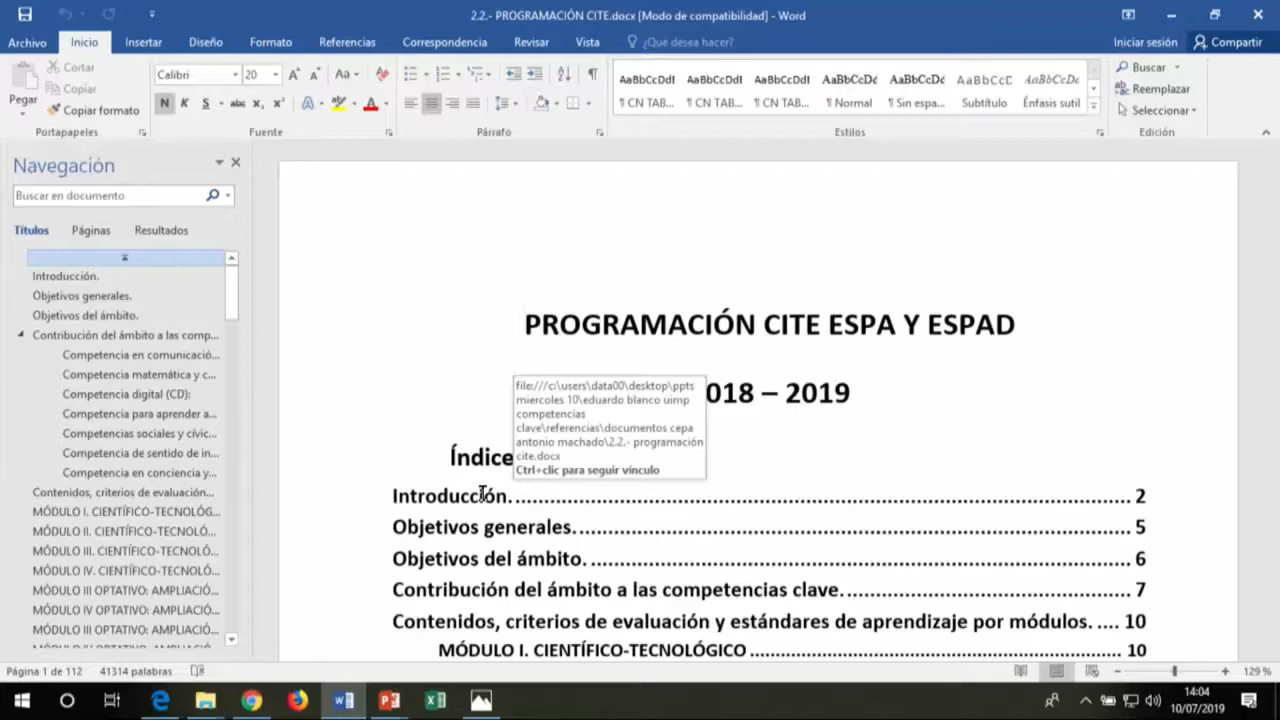 2.2.- PROGRAMACIÓN CITE.docx [Modo de compatibilidad] - Word
Archivo Inicio Insertar Diseño Formato Referencias Correspondencia Revisar Vista ¿Qué desea hacer? Iniciar sesión Compartir
Pegar
Cortar
Copiar
Copiar formato
Portapapeles
Calibri 20
N K S abc x₂ x²
Fuente
Párrafo
AaBbCcDdI AaBbCcDdI AaBbCcDdI AaBbCcDc AaBbCcDc AaBbCcC AaBbCcDc
¶ CN TAB... ¶ CN TAB... ¶ CN TAB... ¶ Normal ¶ Sin espa... Subtítulo Énfasis sutil
Estilos
Buscar
Reemplazar
Seleccionar
Edición
Navegación
Buscar en documento
Títulos Páginas Resultados
Introducción.
Objetivos generales.
Objetivos del ámbito.
Contribución del ámbito a las comp...
Competencia en comunicació...
Competencia matemática y c...
Competencia digital (CD):
Competencia para aprender a...
Competencias sociales y cívic...
Competencia de sentido de in...
Competencia en conciencia y...
Contenidos, criterios de evaluación...
MÓDULO I. CIENTÍFICO-TECNOLÓG...
MÓDULO II. CIENTÍFICO-TECNOLÓ...
MÓDULO III. CIENTÍFICO-TECNOLÓ...
MÓDULO IV. CIENTÍFICO-TECNOLÓ...
MÓDULO III OPTATIVO: AMPLIACIÓ...
MÓDULO IV OPTATIVO: AMPLIACIÓ...
MÓDULO III OPTATIVO: AMPLIACIÓ...
PROGRAMACIÓN CITE ESPA Y ESPAD
018 – 2019
file:///c:\users\data00\desktop\ppts
miercoles 10\eduardo blanco uimp
competencias
clave\referencias\documentos cepa
antonio machado\2.2.- programación
cite.docx
Ctrl+clic para seguir vínculo
Índice
Introducción. 2
Objetivos generales. 5
Objetivos del ámbito. 6
Contribución del ámbito a las competencias clave. 7
Contenidos, criterios de evaluación y estándares de aprendizaje por módulos. 10
MÓDULO I. CIENTÍFICO-TECNOLÓGICO 10
Página 1 de 112 41314 palabras 129 %
14:04
10/07/2019